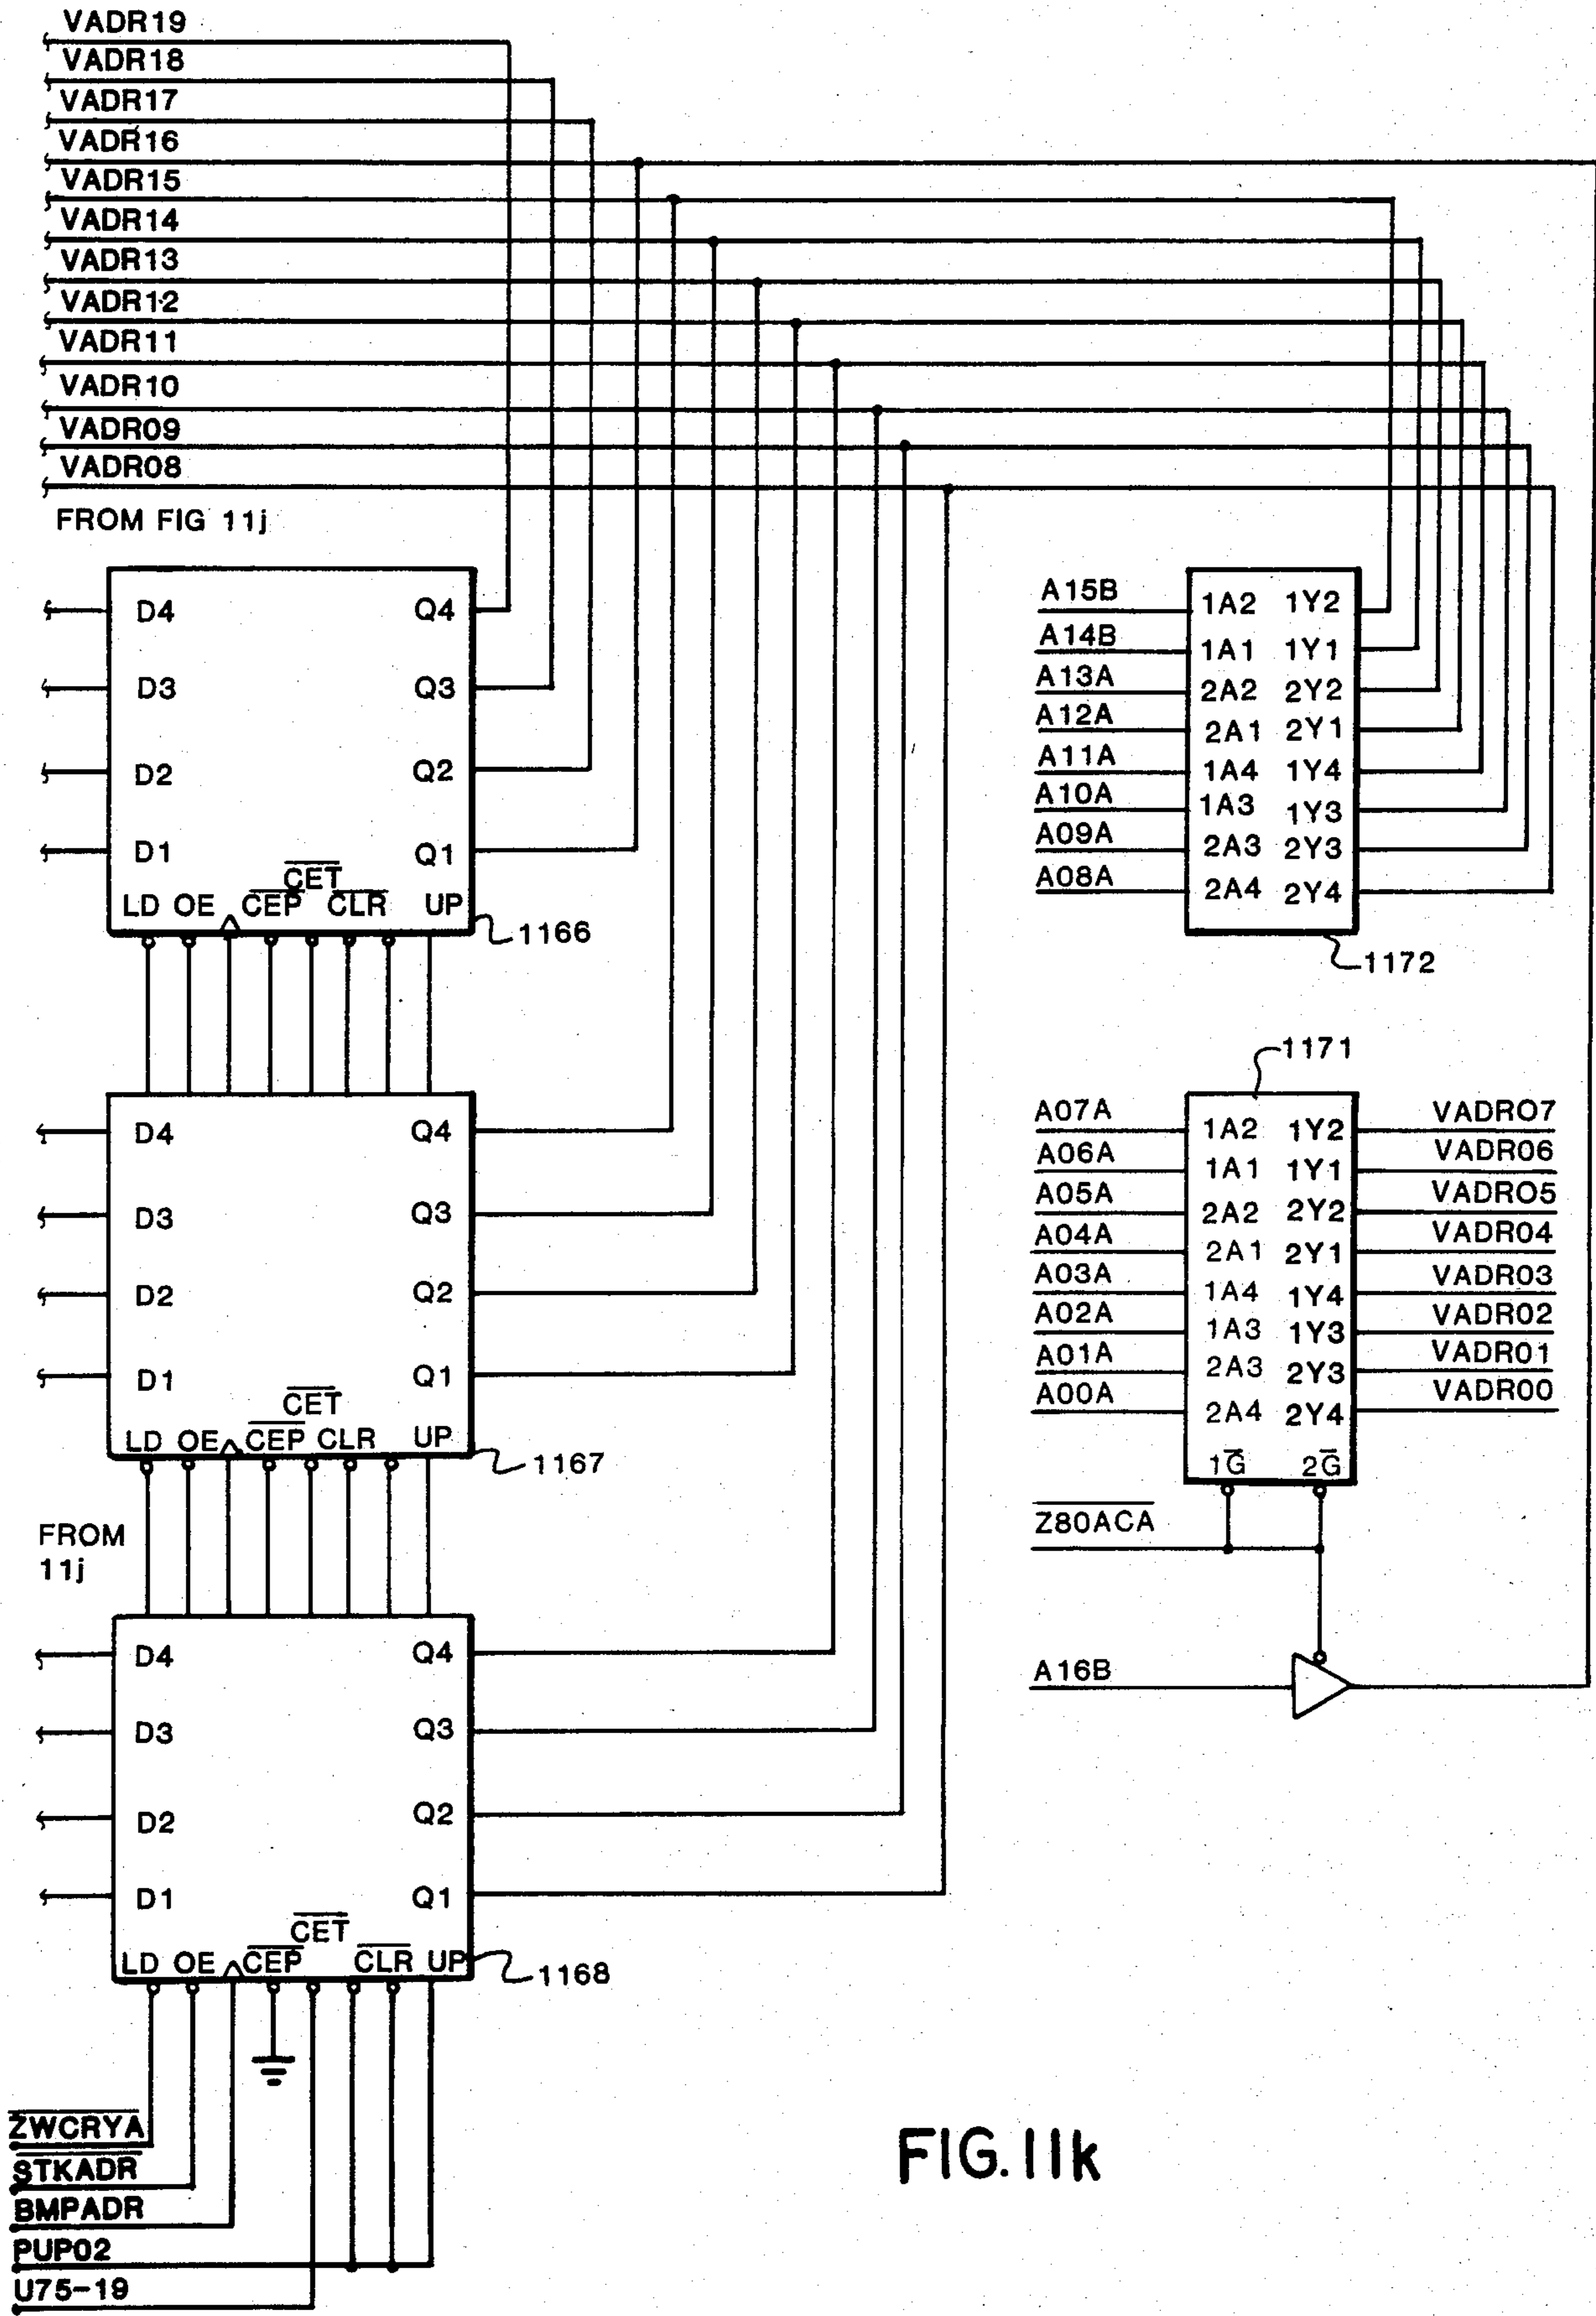 VADR19
VADR18
VADR17
VADR16
VADR15
VADR14
VADR13
VADR12
VADR11
VADR10
VADR09
VADR08
FROM FIG 11j
D4 Q4
D3 Q3
D2 Q2
D1 Q1
CET
LD OE CEP CLR UP
1166
A15B 1A2 1Y2
A14B 1A1 1Y1
A13A 2A2 2Y2
A12A 2A1 2Y1
A11A 1A4 1Y4
A10A 1A3 1Y3
A09A 2A3 2Y3
A08A 2A4 2Y4
1172
D4 Q4
D3 Q3
D2 Q2
D1 Q1
CET
LD OE CEP CLR UP
1167
1171
A07A 1A2 1Y2 VADR07
A06A 1A1 1Y1 VADR06
A05A 2A2 2Y2 VADR05
A04A 2A1 2Y1 VADR04
A03A 1A4 1Y4 VADR03
A02A 1A3 1Y3 VADR02
A01A 2A3 2Y3 VADR01
A00A 2A4 2Y4 VADR00
1G 2G
Z80ACA
A16B
FROM
11j
D4 Q4
D3 Q3
D2 Q2
D1 Q1
CET
LD OE CEP CLR UP
1168
ZWCRYA
STKADR
BMPADR
PUP02
U75-19
FIG. 11k